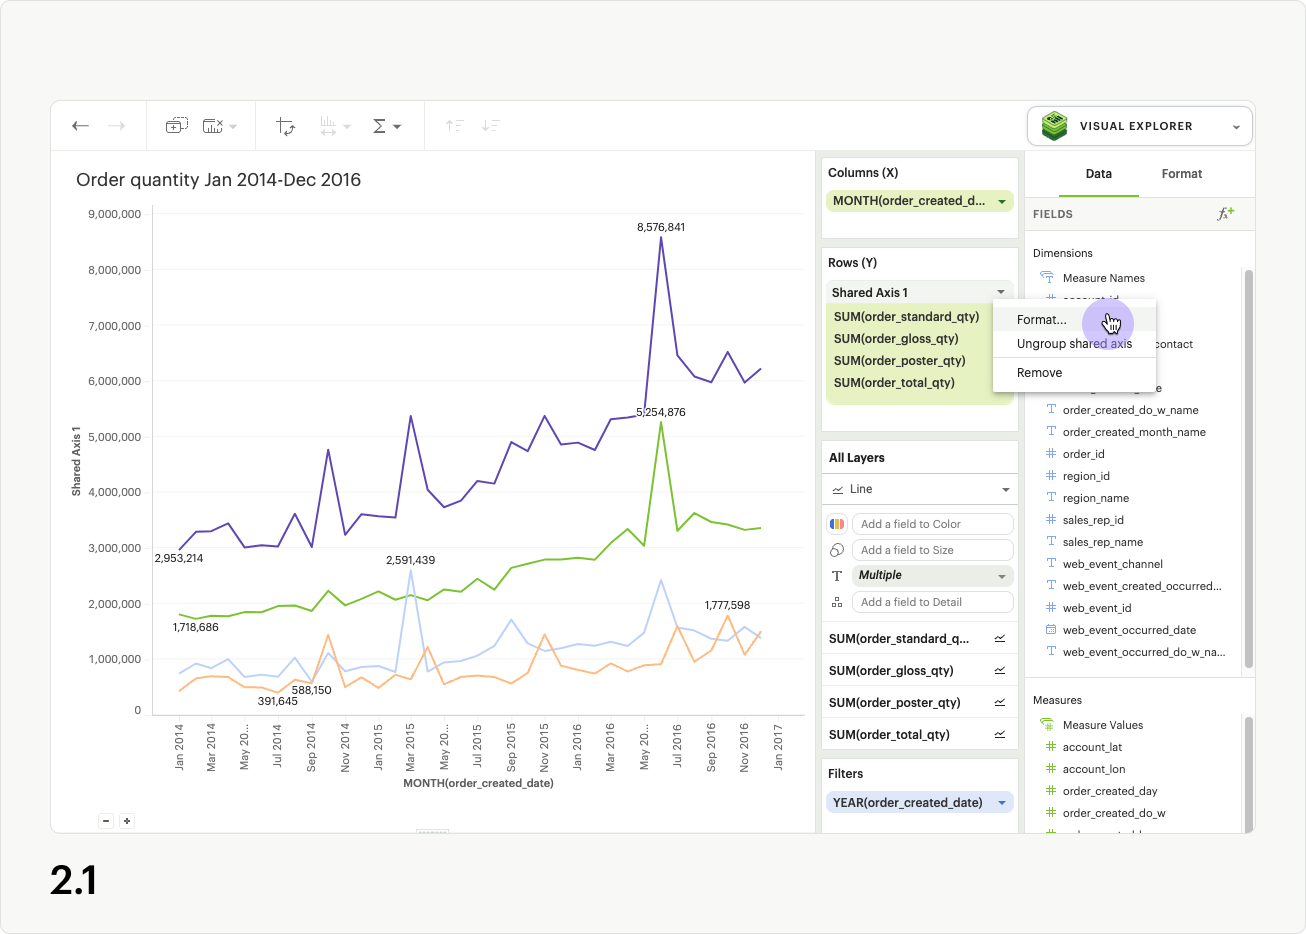 VISUAL EXPLORER
Order quantity Jan 2014-Dec 2016
9,000,000
8,000,000
7,000,000
6,000,000
5,000,000
4,000,000
3,000,000
2,000,000
1,000,000
0
Shared Axis 1
8,576,841
5,254,876
2,953,214
2,591,439
1,777,598
1,718,686
588,150
391,645
Jan 2014
Mar 2014
May 20...
Jul 2014
Sep 2014
Nov 2014
Jan 2015
Mar 2015
May 20...
Jul 2015
Sep 2015
Nov 2015
Jan 2016
Mar 2016
May 20...
Jul 2016
Sep 2016
Nov 2016
Jan 2017
MONTH(order_created_date)
Columns (X)
MONTH(order_created_d...
Rows (Y)
Shared Axis 1
SUM(order_standard_qty)
SUM(order_gloss_qty)
SUM(order_poster_qty)
SUM(order_total_qty)
Format...
Ungroup shared axis
Remove
All Layers
Line
Add a field to Color
Add a field to Size
Multiple
Add a field to Detail
SUM(order_standard_q...
SUM(order_gloss_qty)
SUM(order_poster_qty)
SUM(order_total_qty)
Filters
YEAR(order_created_date)
Data
Format
FIELDS
Dimensions
Measure Names
contact
order_created_do_w_name
order_created_month_name
order_id
region_id
region_name
sales_rep_id
sales_rep_name
web_event_channel
web_event_created_occurred...
web_event_id
web_event_occurred_date
web_event_occurred_do_w_na...
Measures
Measure Values
account_lat
account_lon
order_created_day
order_created_do_w
2.1